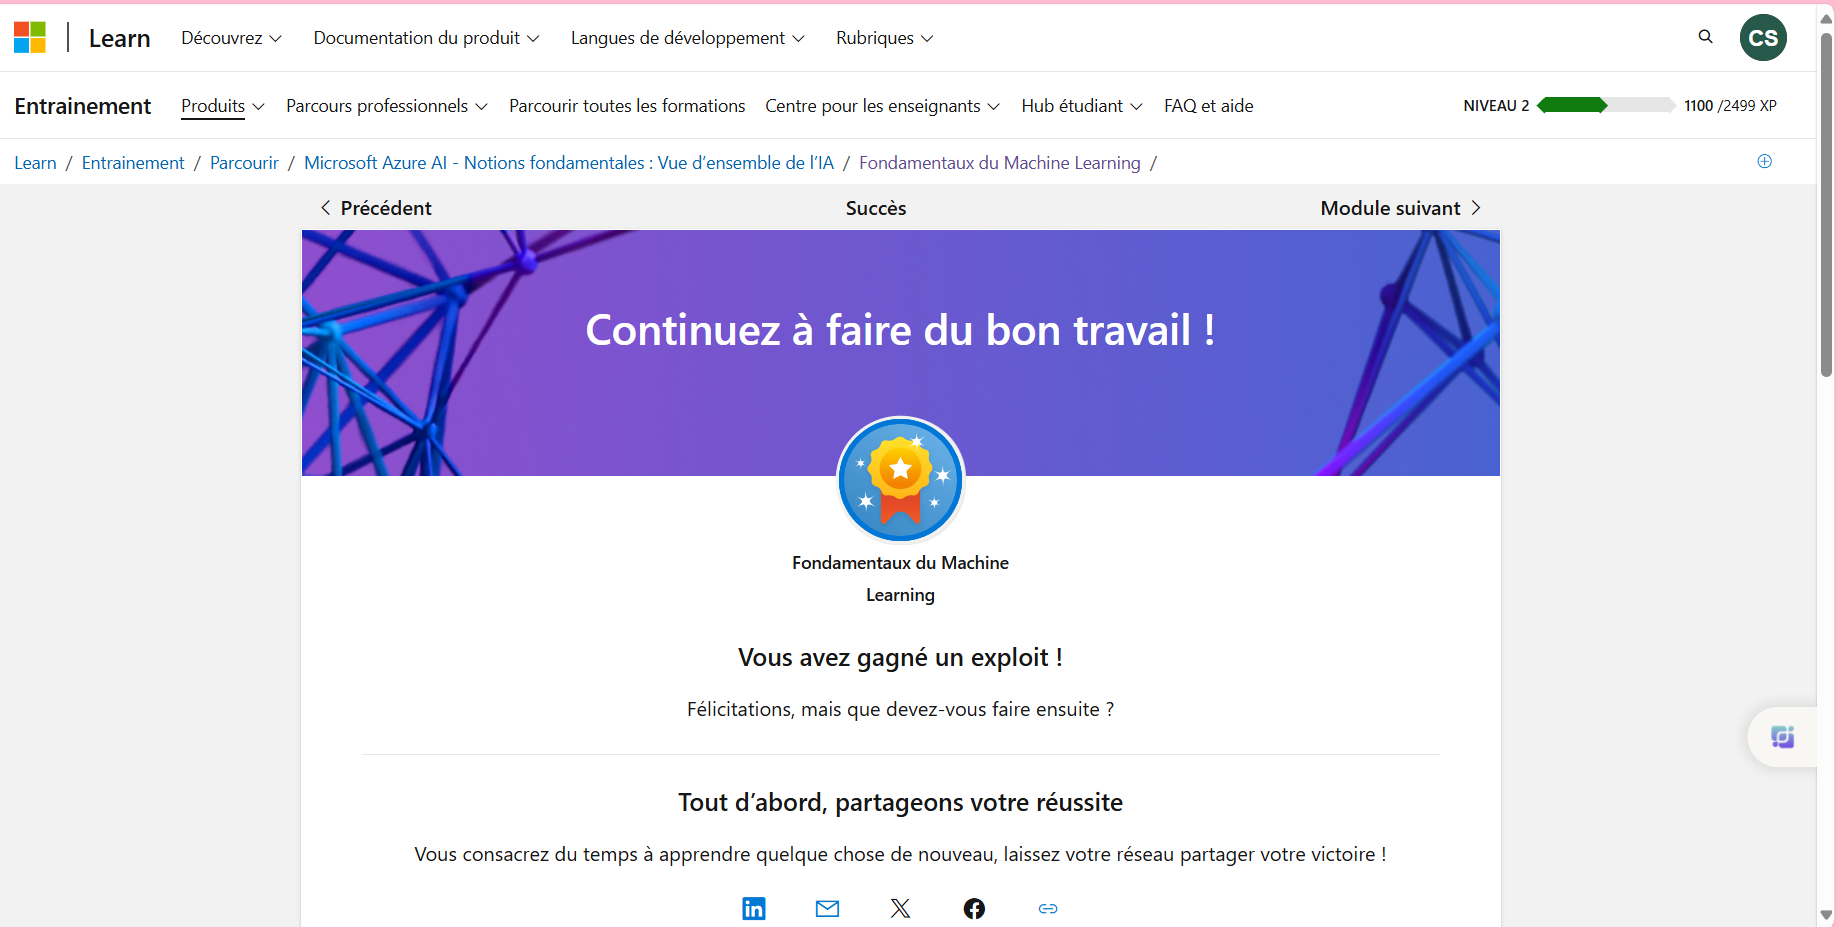 Learn Découvrez Documentation du produit Langues de développement Rubriques CS
Entrainement Produits Parcours professionnels Parcourir toutes les formations Centre pour les enseignants Hub étudiant FAQ et aide NIVEAU 2 1100 /2499 XP
Learn / Entrainement / Parcourir / Microsoft Azure AI - Notions fondamentales : Vue d’ensemble de l’IA / Fondamentaux du Machine Learning /
Précédent Succès Module suivant
Continuez à faire du bon travail !
Fondamentaux du Machine
Learning
Vous avez gagné un exploit !
Félicitations, mais que devez-vous faire ensuite ?
Tout d’abord, partageons votre réussite
Vous consacrez du temps à apprendre quelque chose de nouveau, laissez votre réseau partager votre victoire !